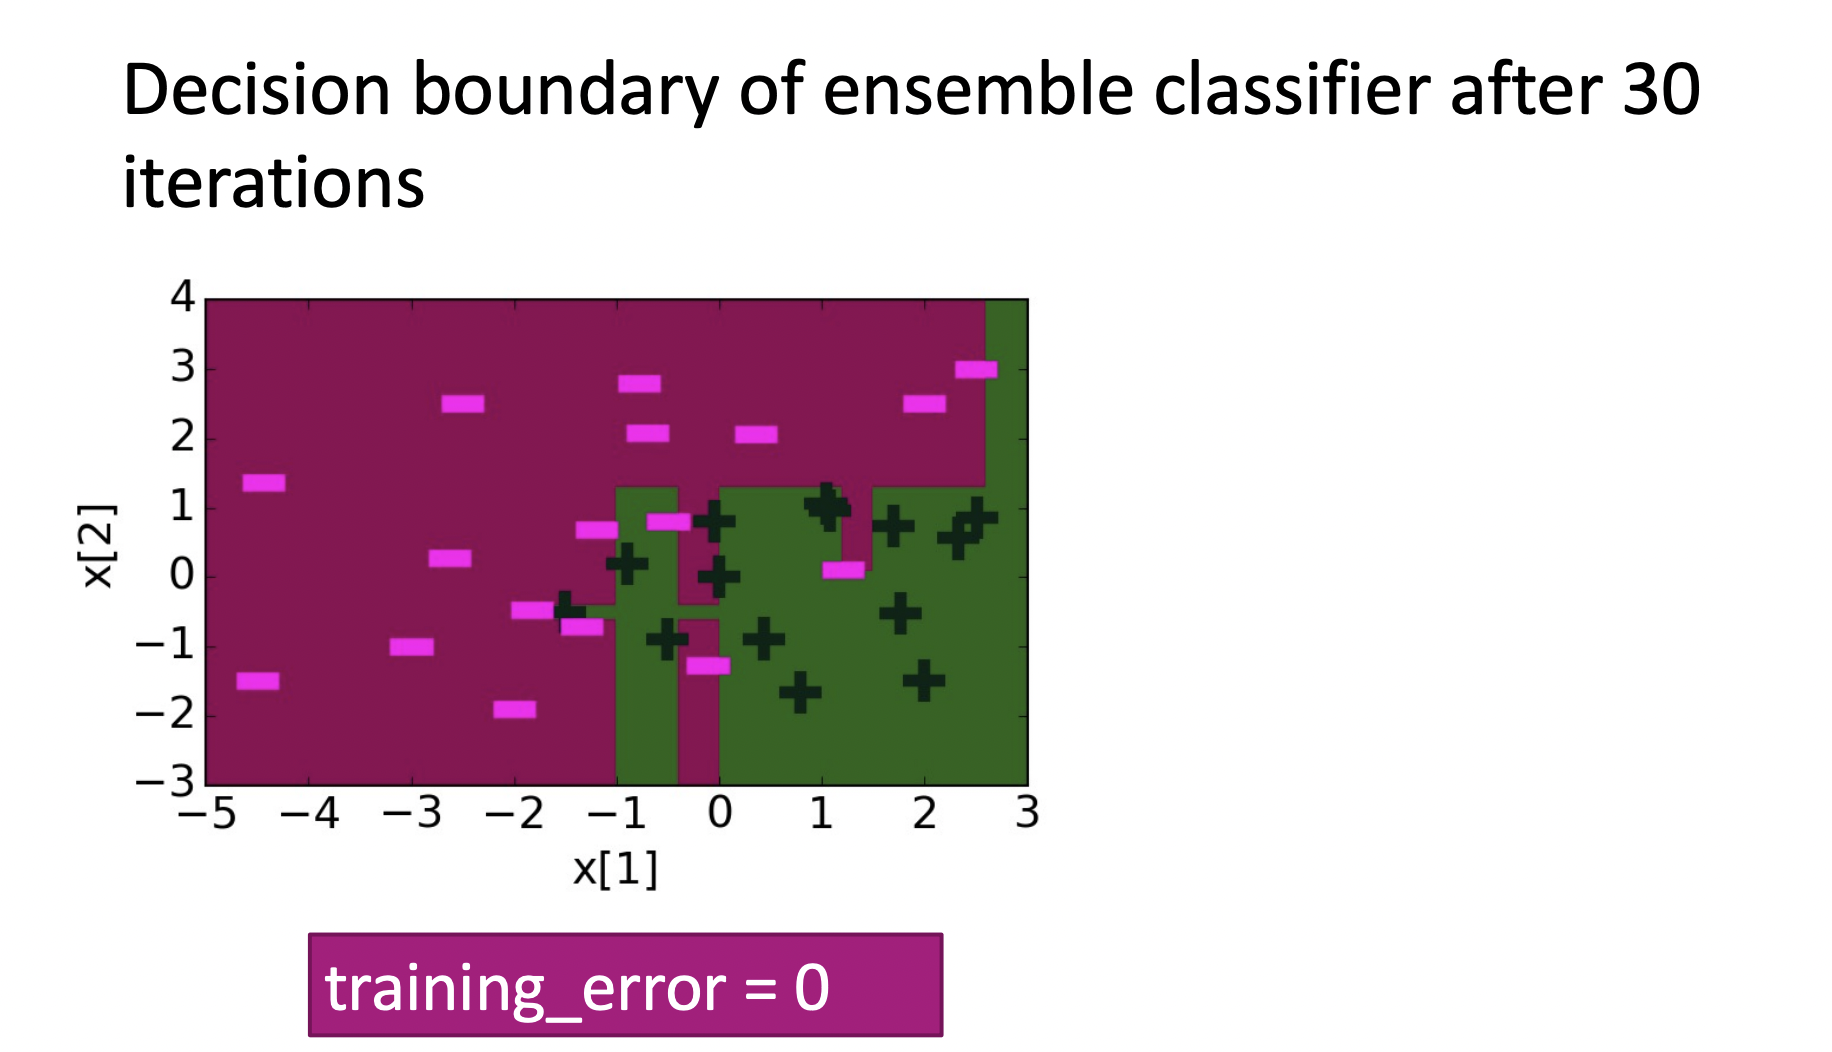 Decision boundary of ensemble classifier after 30
iterations
4
3
2
1
0
−1
−2
−3
x[2]
−5 −4 −3 −2 −1 0 1 2 3
x[1]
training_error = 0